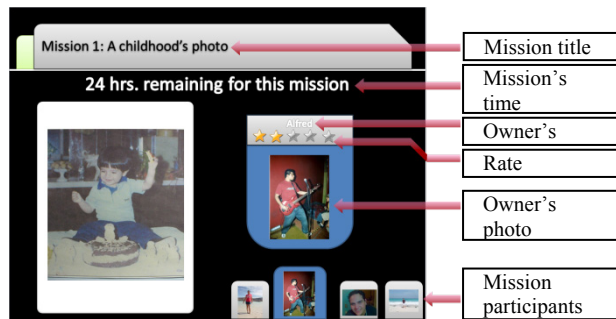 Mission 1: A childhood's photo
24 hrs. remaining for this mission
Alfred
Mission title
Mission's
time
Owner's
Rate
Owner's
photo
Mission
participants